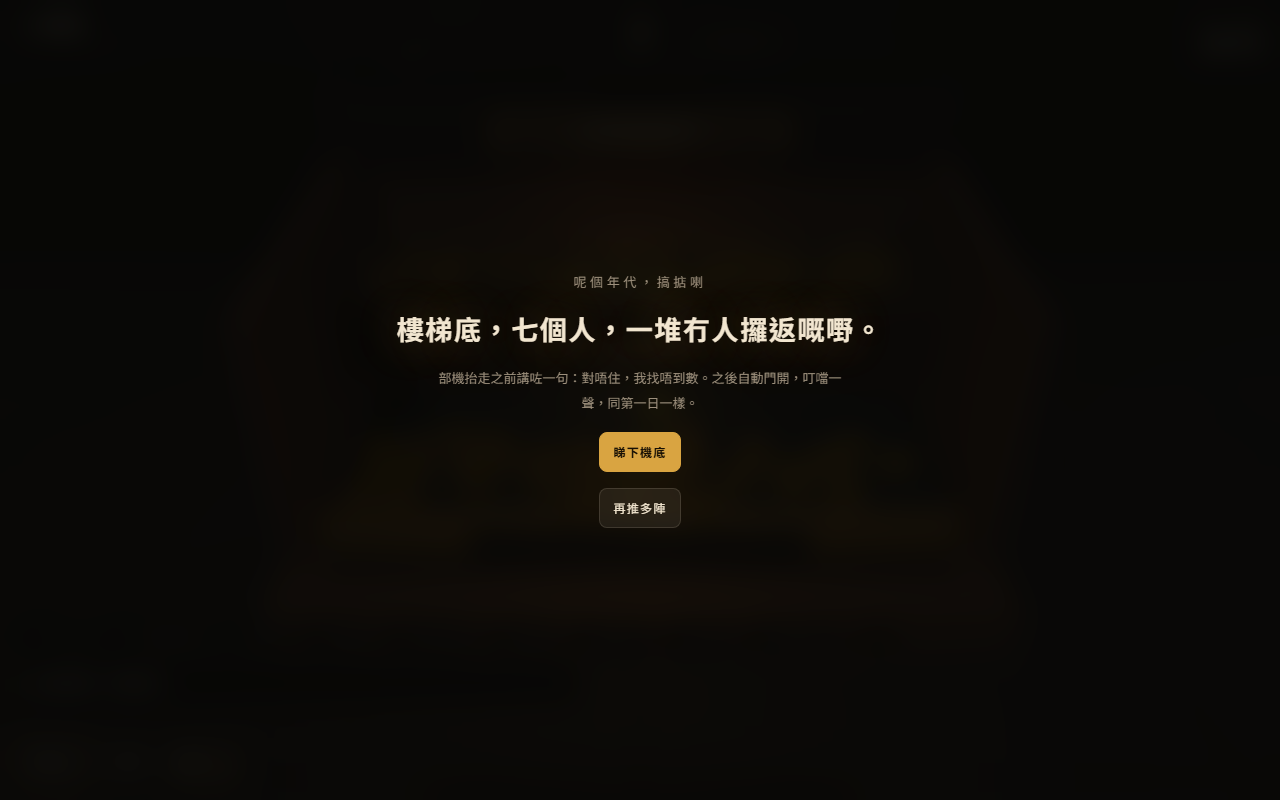 呢個年代，搞掂喇
樓梯底，七個人，一堆冇人攞返嘅嘢。
部機抬走之前講咗一句：對唔住，我找唔到數。之後自動門開，叮噹一
聲，同第一日一樣。
睇下機底
再推多陣